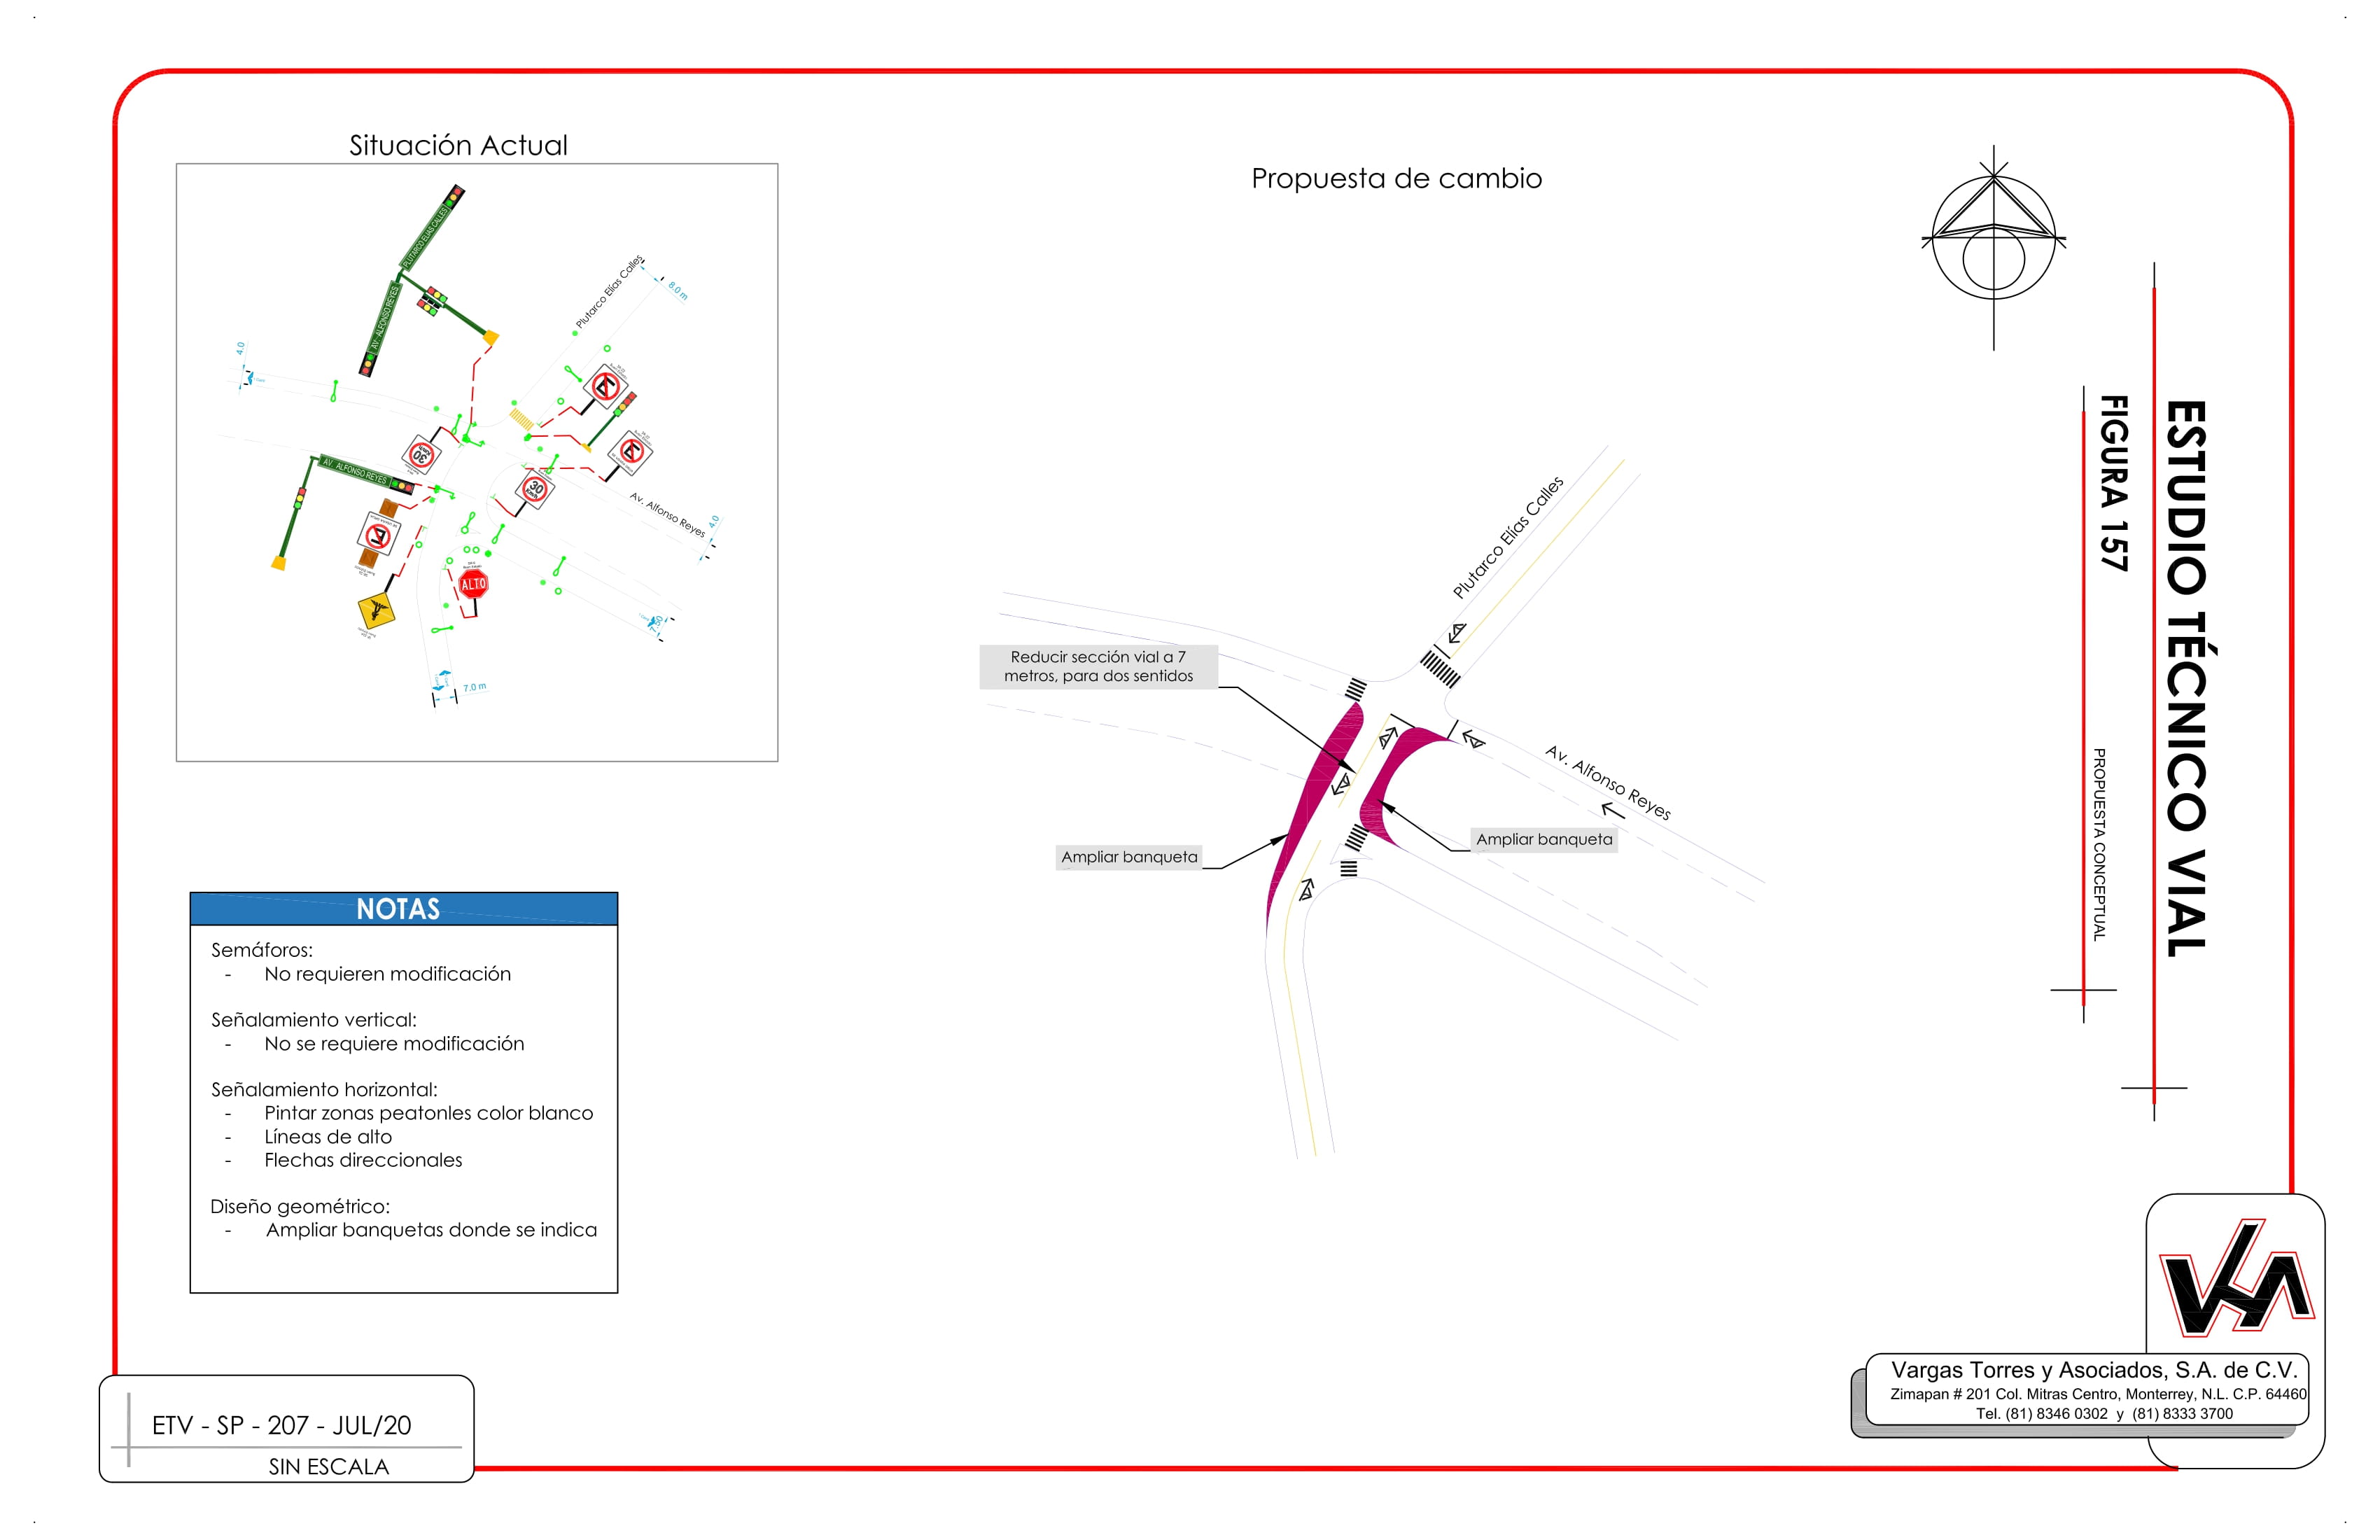 Situación Actual
PLUTARCO ELIAS CALLES
AV. ALFONSO REYES
Plutarco Elías Calles
8.0 m
4.0
30
AV. ALFONSO REYES
30
Km/h
Av. Alfonso Reyes
4.0
ALTO
7.0 m
Propuesta de cambio
Plutarco Elías Calles
Reducir sección vial a 7
metros, para dos sentidos
Av. Alfonso Reyes
Ampliar banqueta
Ampliar banqueta
NOTAS
Semáforos:
- No requieren modificación
Señalamiento vertical:
- No se requiere modificación
Señalamiento horizontal:
- Pintar zonas peatonles color blanco
- Líneas de alto
- Flechas direccionales
Diseño geométrico:
- Ampliar banquetas donde se indica
ESTUDIO TÉCNICO VIAL
FIGURA 157
PROPUESTA CONCEPTUAL
ETV - SP - 207 - JUL/20
SIN ESCALA
Vargas Torres y Asociados, S.A. de C.V.
Zimapan # 201 Col. Mitras Centro, Monterrey, N.L. C.P. 64460
Tel. (81) 8346 0302 y (81) 8333 3700